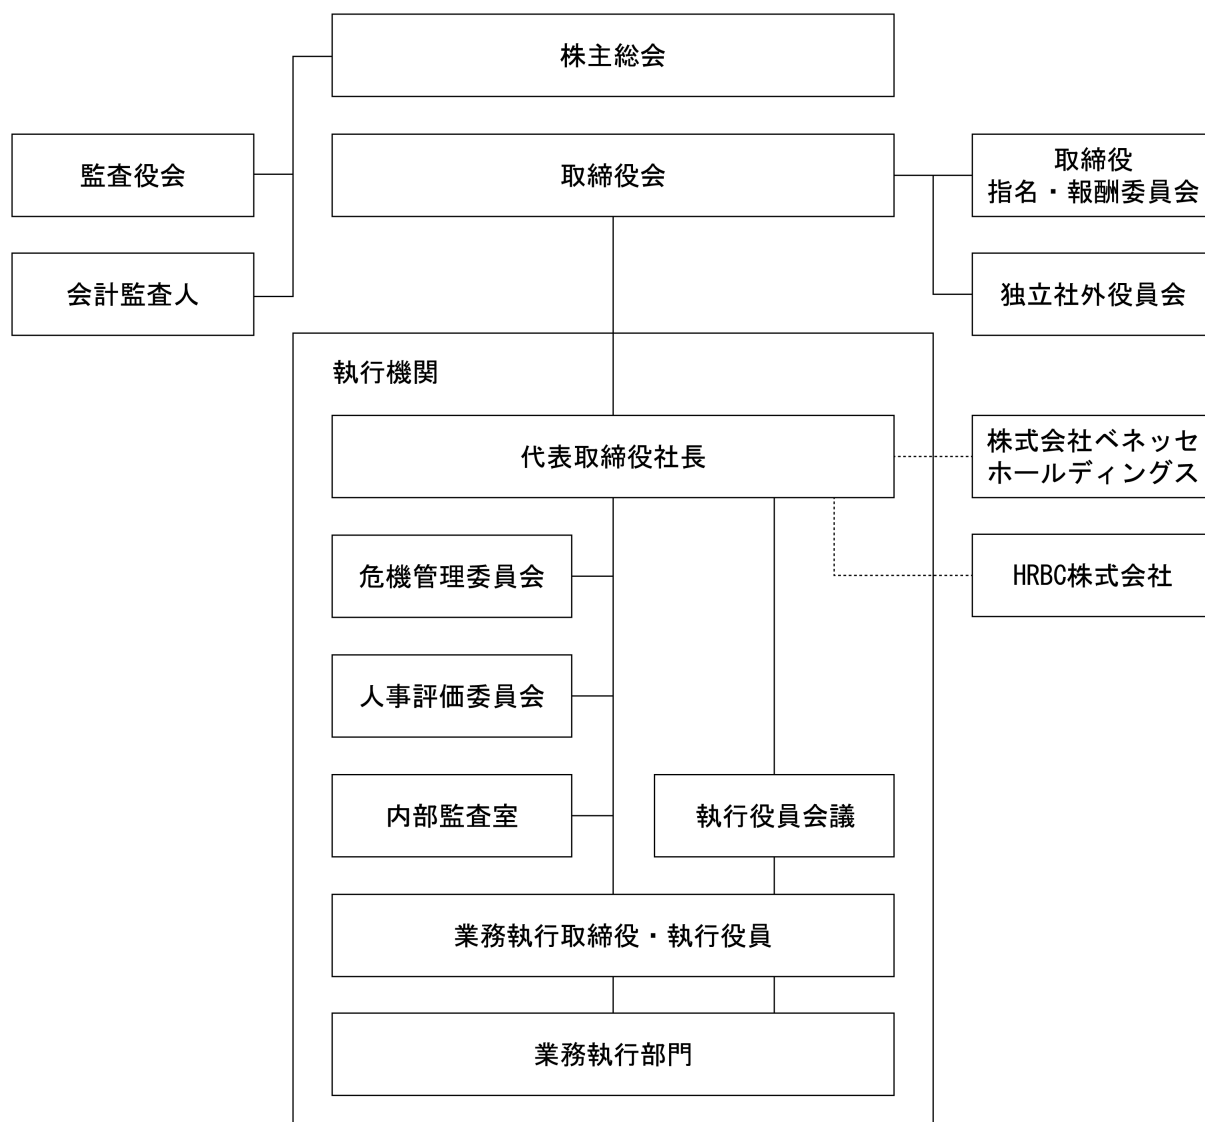 株主総会
監査役会
取締役会
取締役
指名・報酬委員会
会計監査人
独立社外役員会
執行機関
代表取締役社長
株式会社ベネッセ
ホールディングス
危機管理委員会
HRBC株式会社
人事評価委員会
内部監査室
執行役員会議
業務執行取締役・執行役員
業務執行部門